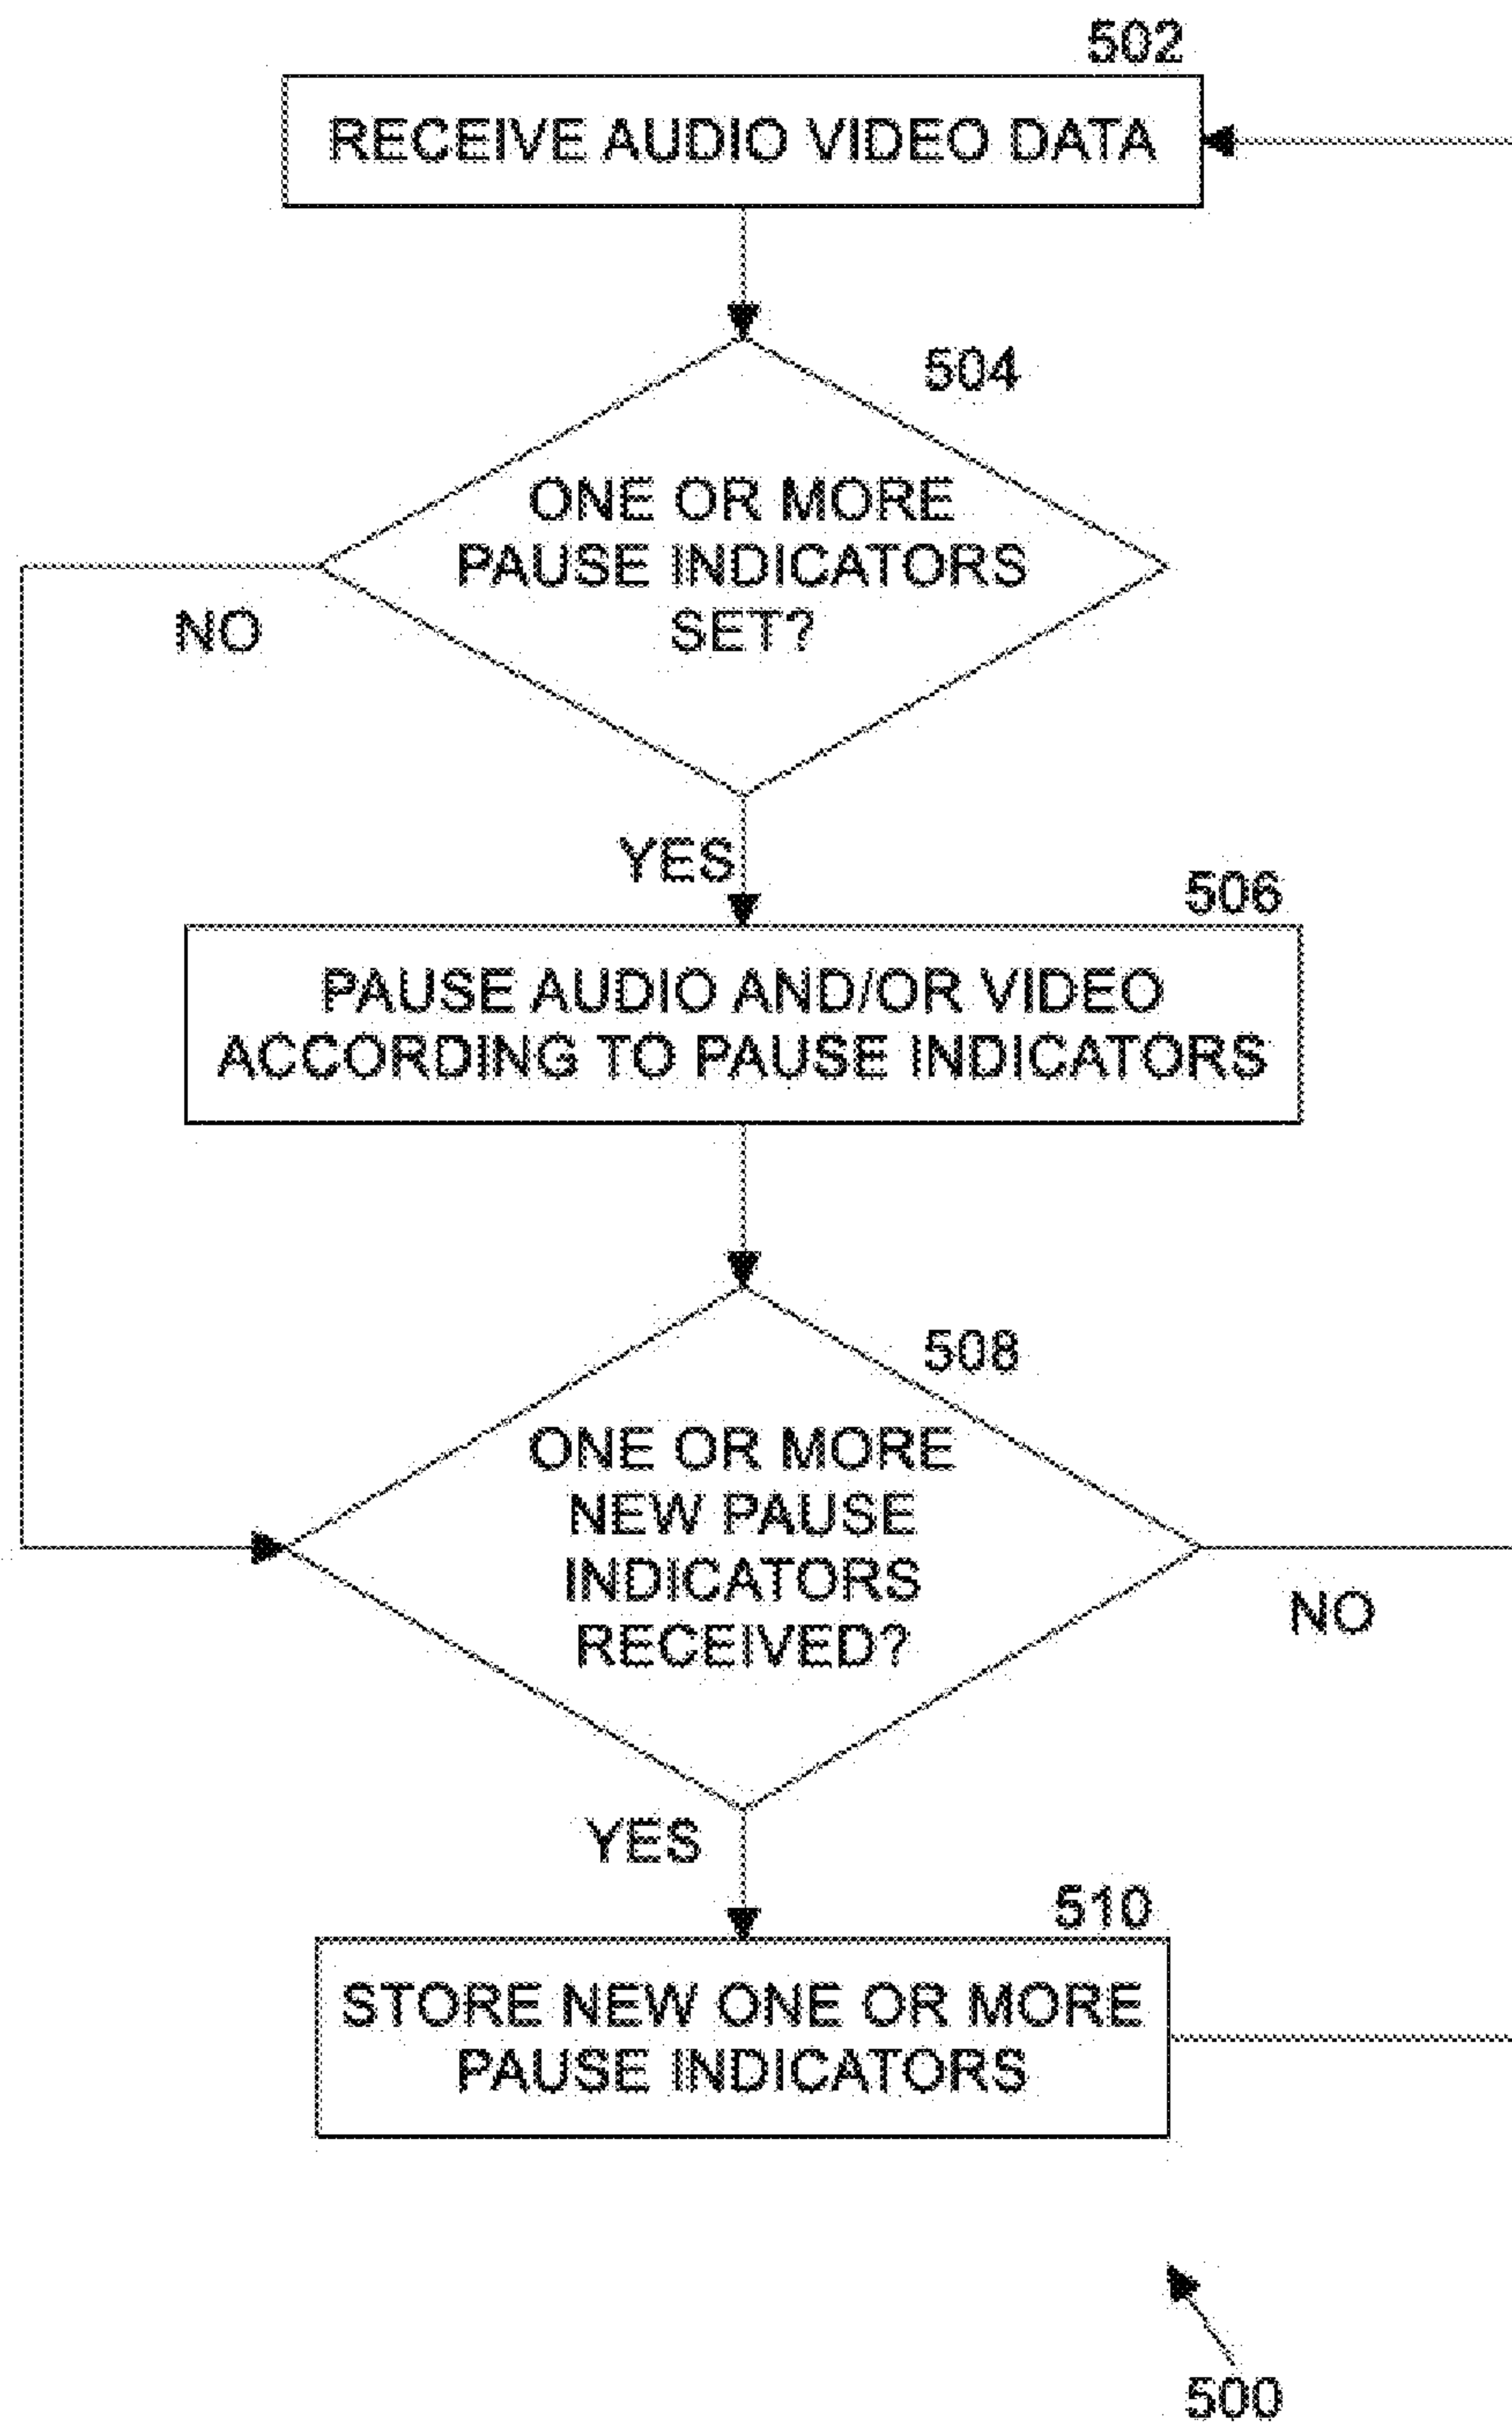 502
RECEIVE AUDIO VIDEO DATA
504
ONE OR MORE
PAUSE INDICATORS
SET?
NO
YES
506
PAUSE AUDIO AND/OR VIDEO
ACCORDING TO PAUSE INDICATORS
508
ONE OR MORE
NEW PAUSE
INDICATORS
RECEIVED?
NO
YES
510
STORE NEW ONE OR MORE
PAUSE INDICATORS
500